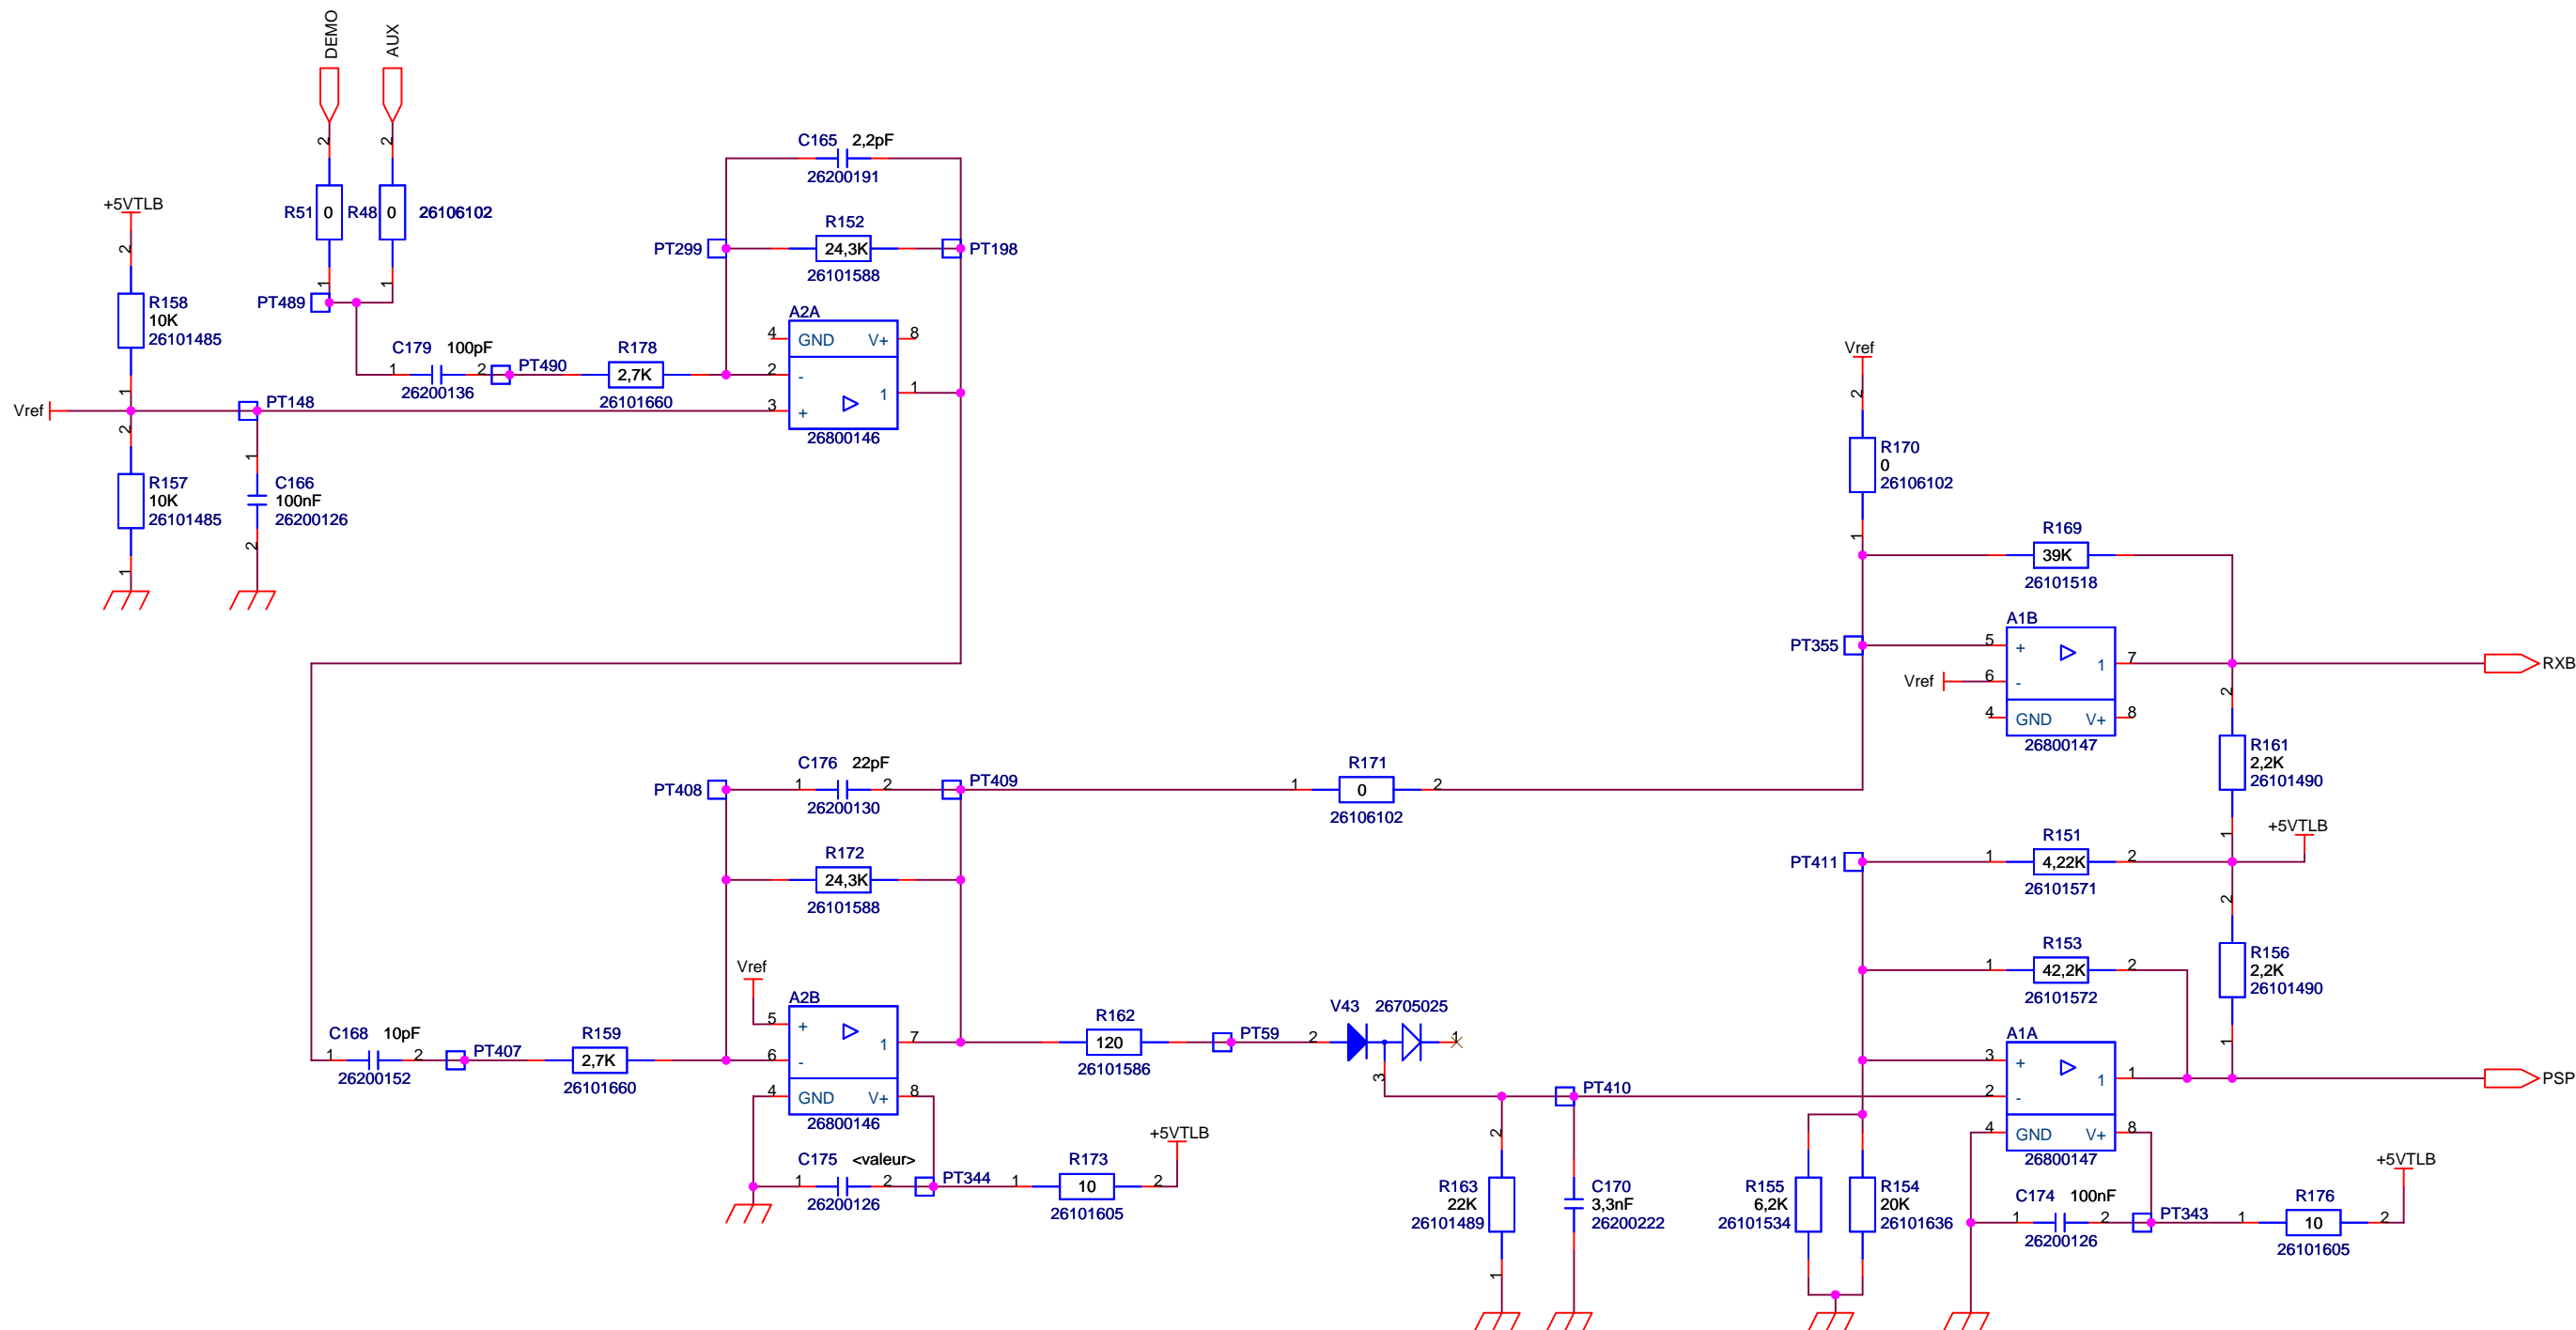 DEMO
AUX
2
2
C165 2,2pF
26200191
+5VTLB
R51 0 R48 0 26106102
R152
PT299 24,3K PT198
26101588
2
1
1
PT489
R158
10K
26101485
A2A
4 GND V+ 8
C179 100pF
PT490
R178
1 2
2,7K
2 -
26200136
26101660
1 1
1
Vref
PT148
3 +
26800146
2
1
R157
10K
26101485
C166
100nF
26200126
2
1
Vref
2
R170
0
26106102
1
R169
39K
26101518
A1B
PT355 5 +
1 7
RXB
Vref 6 -
4 GND V+ 8
26800147
2
R161
2,2K
26101490
1
C176 22pF
PT408 1 2 PT409
26200130
R171
1 0 2
26106102
+5VTLB
R151
PT411 1 4,22K 2
26101571
R172
24,3K
26101588
2
R153
1 42,2K 2
26101572
R156
2,2K
26101490
1
Vref
A2B
5 +
1 7
6 -
4 GND V+ 8
26800146
C168 10pF
1 2 PT407
26200152
R159
2,7K
26101660
R162
120
26101586
PT59
V43 26705025
2 1
3
PT410
A1A
3 +
1 1
PSP
2 -
4 GND V+ 8
26800147
+5VTLB
C175 <valeur>
1 2 PT344
26200126
R173
1 10 2
26101605
2
R163
22K
26101489
1
C170
3,3nF
26200222
R155
6,2K
26101534
R154
20K
26101636
+5VTLB
C174 100nF
1 2 PT343
26200126
R176
1 10 2
26101605